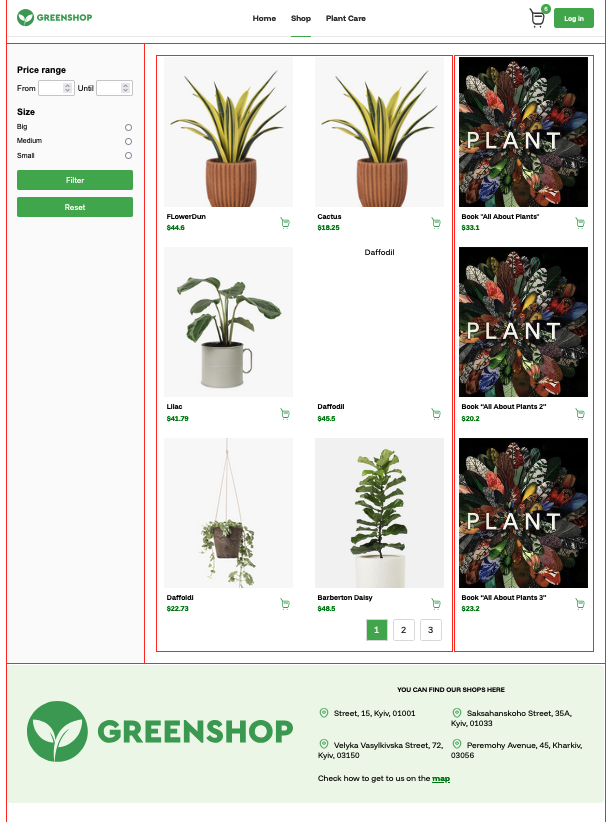 GREENSHOP
Home Shop Plant Care
6
Log in
Price range
From Until
Size
Big
Medium
Small
Filter
Reset
PLANT
FLowerDun
$44.6
Cactus
$18.25
Book "All About Plants"
$33.1
Daffodil
PLANT
Lilac
$41.79
Daffodil
$45.5
Book "All About Plants 2"
$20.2
PLANT
Daffoldi
$22.73
Barberton Daisy
$48.5
Book "All About Plants 3"
$23.2
1 2 3
GREENSHOP
YOU CAN FIND OUR SHOPS HERE
Street, 15, Kyiv, 01001
Saksahanskoho Street, 35A,
Kyiv, 01033
Velyka Vasylkivska Street, 72,
Kyiv, 03150
Peremohy Avenue, 45, Kharkiv,
03056
Check how to get to us on the map